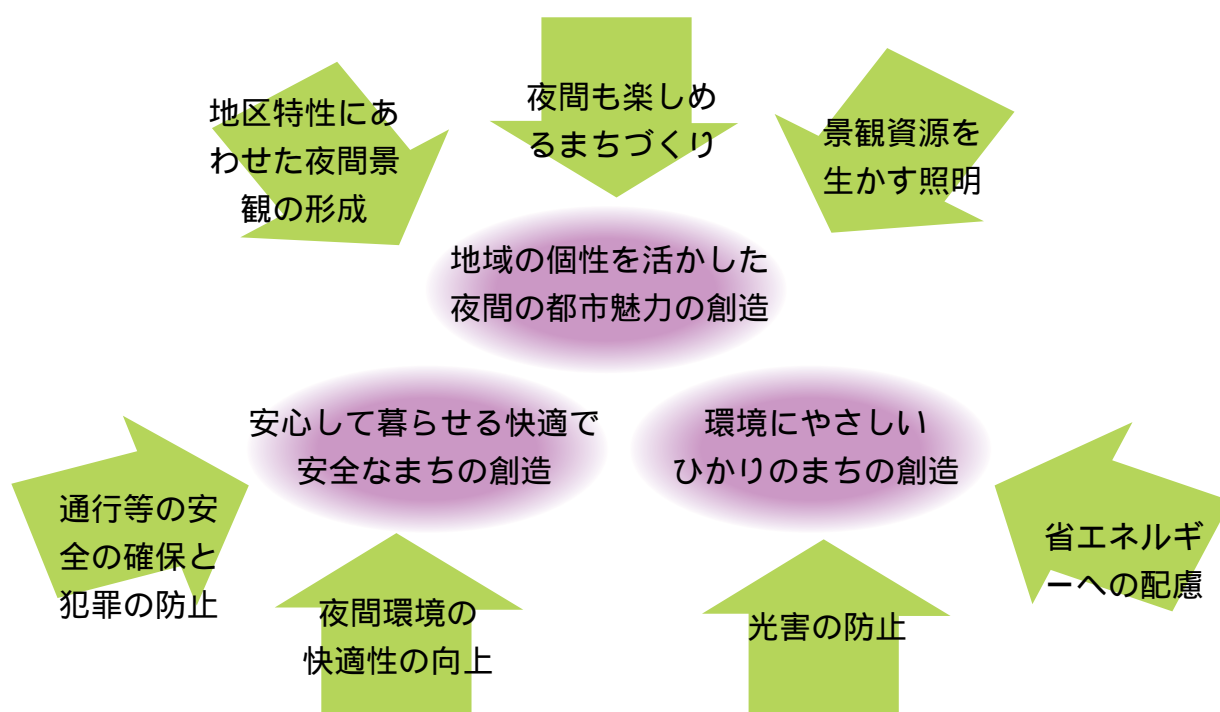 地区特性にあ
わせた夜間景
観の形成
夜間も楽しめ
るまちづくり
景観資源を
生かす照明
地域の個性を活かした
夜間の都市魅力の創造
安心して暮らせる快適で
安全なまちの創造
環境にやさしい
ひかりのまちの創造
通行等の安
全の確保と
犯罪の防止
夜間環境の
快適性の向上
光害の防止
省エネルギ
ーへの配慮